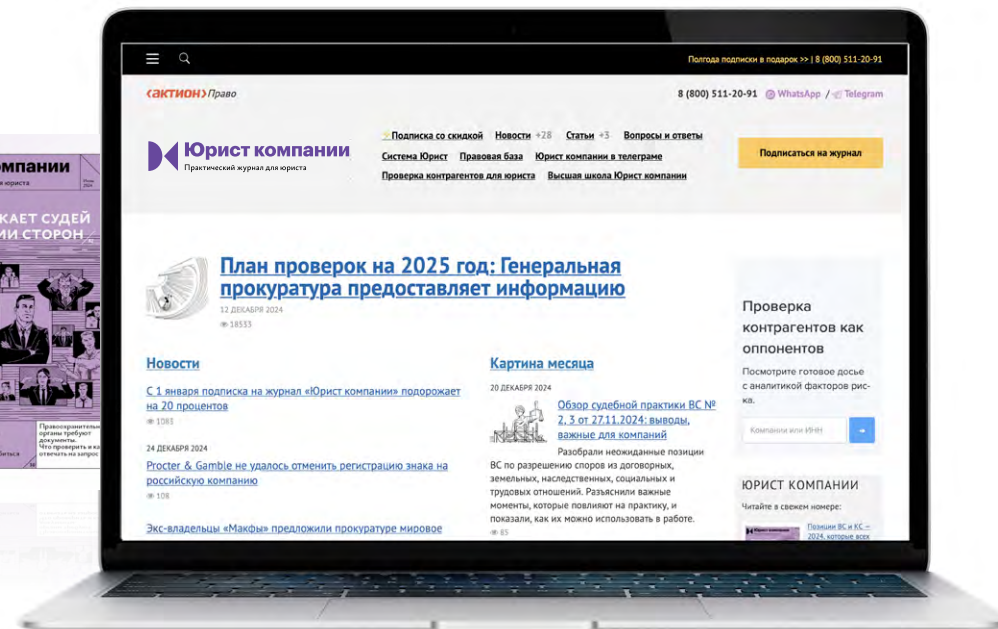 Полгода подписки в подарок >> | 8 (800) 511-20-91
<АКТИОН> Право
8 (800) 511-20-91 WhatsApp / Telegram
Юрист компании
Практический журнал для юриста
Подписка со скидкой Новости +28 Статьи +3 Вопросы и ответы
Система Юрист Правовая база Юрист компании в телеграме
Проверка контрагентов для юриста Высшая школа Юрист компании
Подписаться на журнал
План проверок на 2025 год: Генеральная
прокуратура предоставляет информацию
12 ДЕКАБРЯ 2024
18533
Новости
С 1 января подписка на журнал «Юрист компании» подорожает
на 20 процентов
1083
24 ДЕКАБРЯ 2024
Procter & Gamble не удалось отменить регистрацию знака на
российскую компанию
108
Экс-владельцы «Макфы» предложили прокуратуре мировое
Картина месяца
20 ДЕКАБРЯ 2024
Обзор судебной практики ВС №
2, 3 от 27.11.2024: выводы,
важные для компаний
Разобрали неожиданные позиции
ВС по разрешению споров из договорных,
земельных, наследственных, социальных и
трудовых отношений. Разъяснили важные
моменты, которые повлияют на практику, и
показали, как их можно использовать в работе.
85
Проверка
контрагентов как
оппонентов
Посмотрите готовое досье
с аналитикой факторов рис-
ка.
Компании или ИНН
ЮРИСТ КОМПАНИИ
Читайте в свежем номере:
Юрист компании
Позиции ВС и КС —
2024, которые всех
мпании
я юриста
КАЕТ СУДЕЙ
ИИ СТОРОН
Правоохранительн
органы требуют
документы.
Что проверить и ка
отвечать на запрос